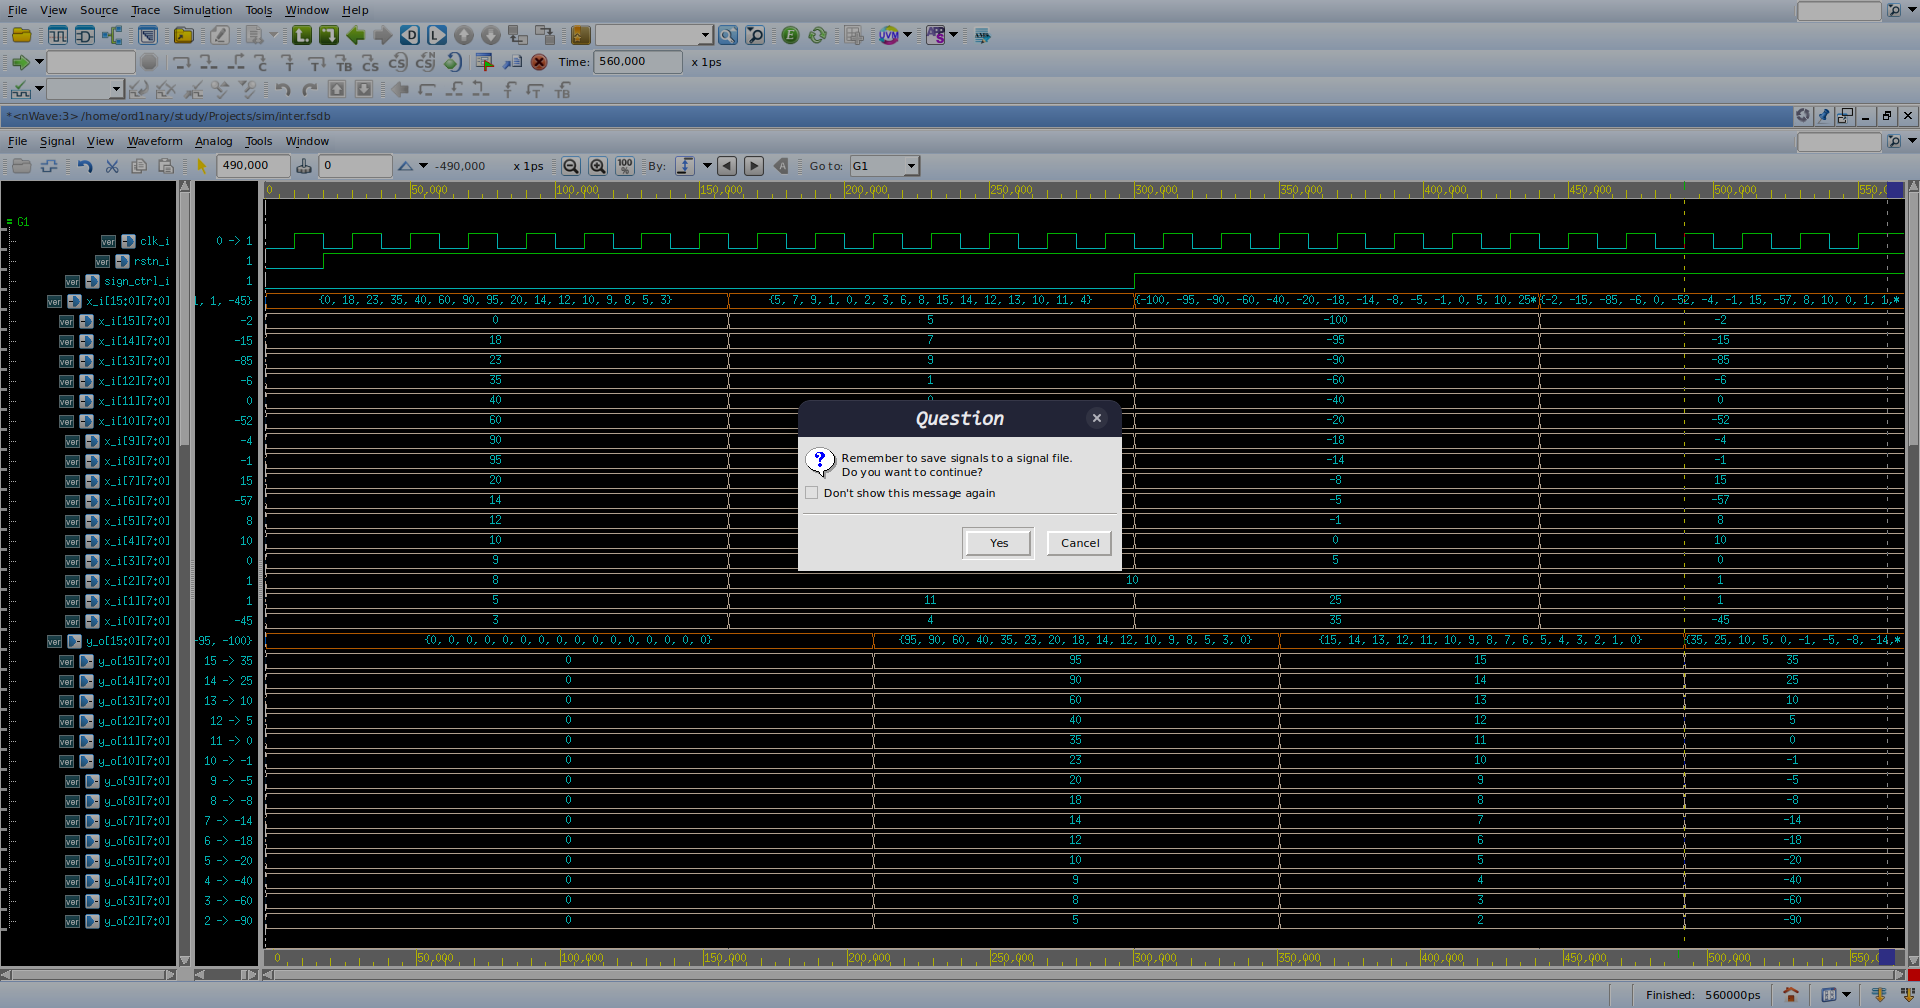 File View Source Trace Simulation Tools Window Help
Time: 560,000 x 1ps
*<nWave:3> /home/ord1nary/study/Projects/sim/inter.fsdb
File Signal View Waveform Analog Tools Window
490,000 0 -490,000 x 1ps By: Go to: G1
0 50,000 100,000 150,000 200,000 250,000 300,000 350,000 400,000 450,000 500,000
G1
clk_i 0 -> 1
rstn_i 1
sign_ctrl_i 1
x_i[15:0][7:0] 1, 1, -45} {0, 18, 23, 35, 40, 60, 90, 95, 20, 14, 12, 10, 9, 8, 5, 3} {5, 7, 9, 1, 0, 2, 3, 6, 8, 15, 14, 12, 13, 10, 11, 4} {-100, -95, -90, -60, -40, -20, -18, -14, -8, -5, -1, 0, 5, 10, 25* {-2, -15, -85, -6, 0, -52, -4, -1, 15, -57, 8, 10, 0, 1, 1,*
x_i[15][7:0] -2 0 5 -100 -2
x_i[14][7:0] -15 18 7 -95 -15
x_i[13][7:0] -85 23 9 -90 -85
x_i[12][7:0] -6 35 1 -60 -6
x_i[11][7:0] 0 40 -40 0
x_i[10][7:0] -52 60 -20 -52
x_i[9][7:0] -4 90 -18 -4
x_i[8][7:0] -1 95 -14 -1
x_i[7][7:0] 15 20 -8 15
x_i[6][7:0] -57 14 -5 -57
x_i[5][7:0] 8 12 -1 8
x_i[4][7:0] 10 10 0 10
x_i[3][7:0] 0 9 5 0
x_i[2][7:0] 1 8 10 1
x_i[1][7:0] 1 5 11 25 1
x_i[0][7:0] -45 3 4 35 -45
y_o[15:0][7:0] -95, -100} {0, 0, 0, 0, 0, 0, 0, 0, 0, 0, 0, 0, 0, 0, 0, 0} {95, 90, 60, 40, 35, 23, 20, 18, 14, 12, 10, 9, 8, 5, 3, 0} {15, 14, 13, 12, 11, 10, 9, 8, 7, 6, 5, 4, 3, 2, 1, 0} {35, 25, 10, 5, 0, -1, -5, -8, -14,*
y_o[15][7:0] 15 -> 35 0 95 15 35
y_o[14][7:0] 14 -> 25 0 90 14 25
y_o[13][7:0] 13 -> 10 0 60 13 10
y_o[12][7:0] 12 -> 5 0 40 12 5
y_o[11][7:0] 11 -> 0 0 35 11 0
y_o[10][7:0] 10 -> -1 0 23 10 -1
y_o[9][7:0] 9 -> -5 0 20 9 -5
y_o[8][7:0] 8 -> -8 0 18 8 -8
y_o[7][7:0] 7 -> -14 0 14 7 -14
y_o[6][7:0] 6 -> -18 0 12 6 -18
y_o[5][7:0] 5 -> -20 0 10 5 -20
y_o[4][7:0] 4 -> -40 0 9 4 -40
y_o[3][7:0] 3 -> -60 0 8 3 -60
y_o[2][7:0] 2 -> -90 0 5 2 -90
0 50,000 100,000 150,000 200,000 250,000 300,000 350,000 400,000 450,000 500,000
Finished: 560000ps
Question
Remember to save signals to a signal file.
Do you want to continue?
Don't show this message again
Yes Cancel